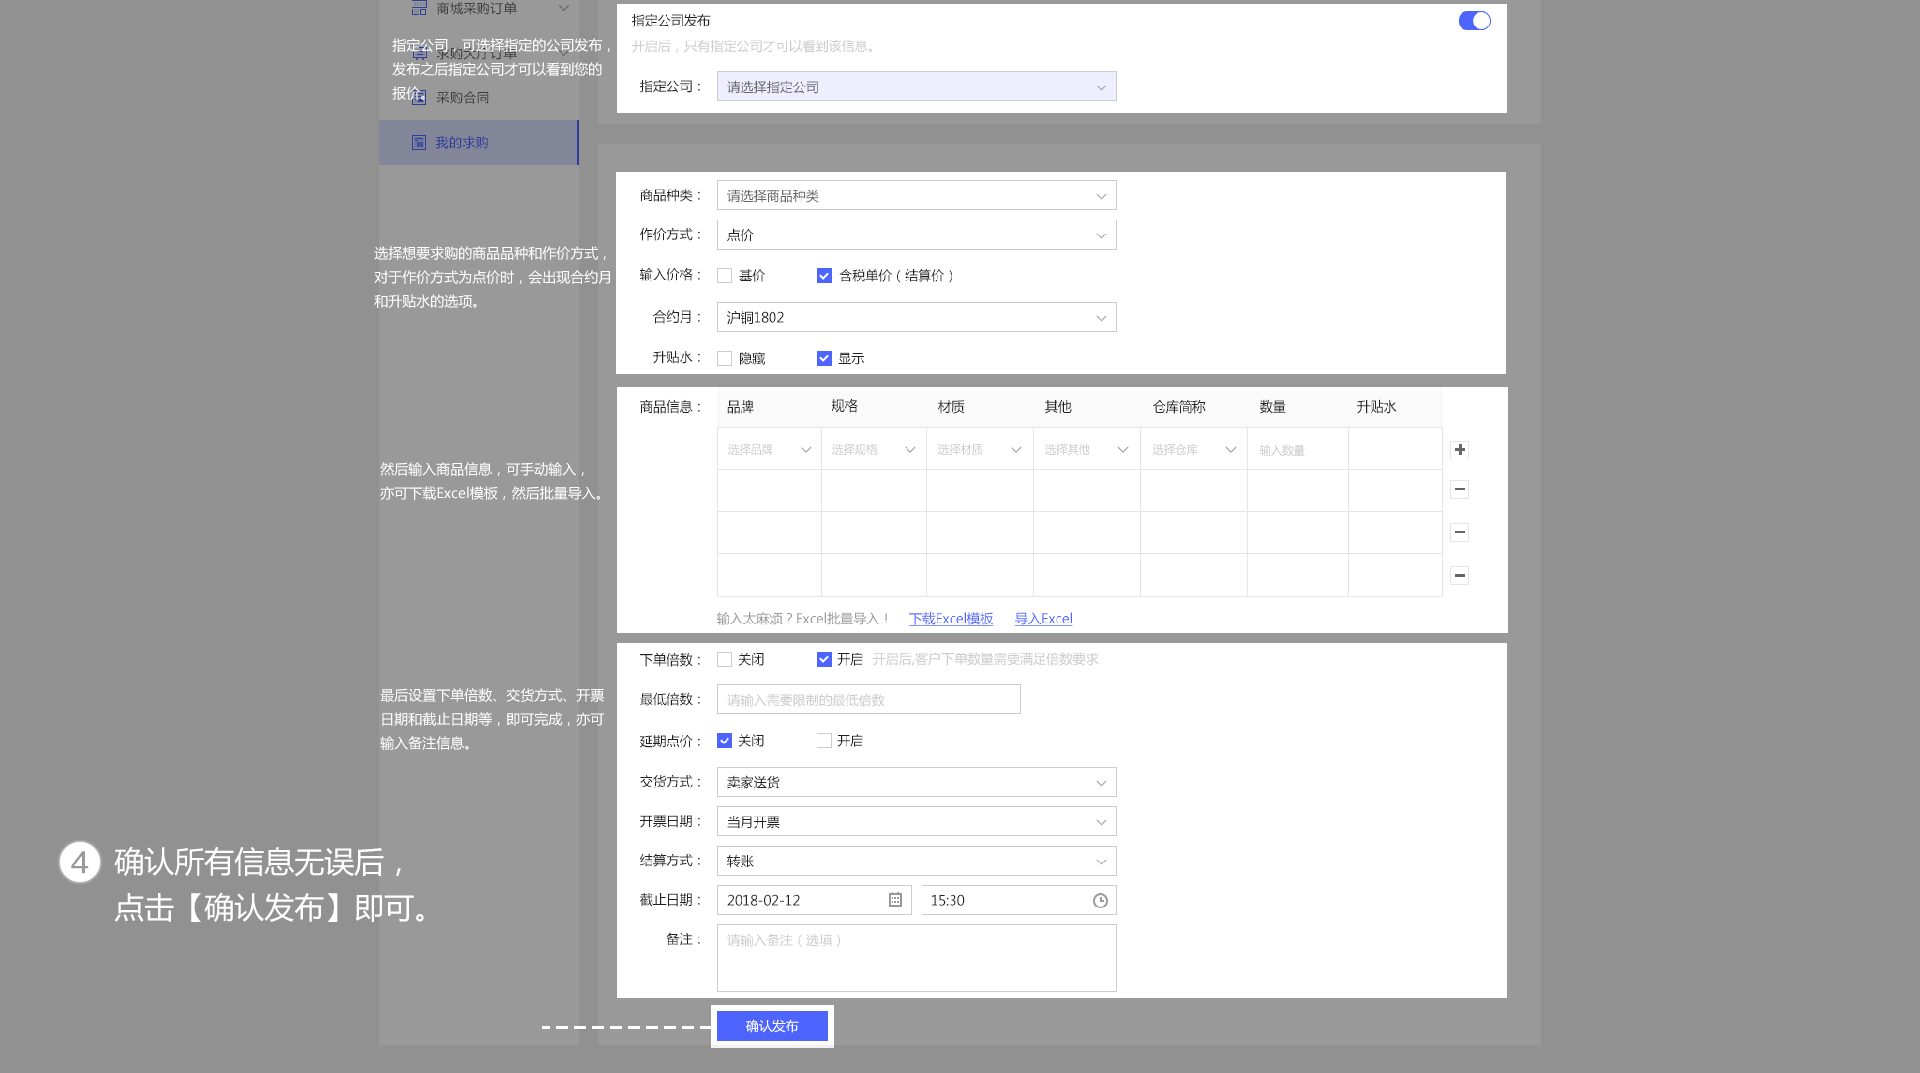 商城采购订单
求购大厅订单
采购合同
我的求购
指定公司，可选择指定的公司发布，
发布之后指定公司才可以看到您的
报价。
指定公司发布
开启后，只有指定公司才可以看到该信息。
指定公司：
请选择指定公司
选择想要求购的商品品种和作价方式，
对于作价方式为点价时，会出现合约月
和升贴水的选项。
商品种类：
请选择商品种类
作价方式：
点价
输入价格：
基价
含税单价（结算价）
合约月：
沪铜1802
升贴水：
隐藏
显示
然后输入商品信息，可手动输入，
亦可下载Excel模板，然后批量导入。
商品信息：
品牌
规格
材质
其他
仓库简称
数量
升贴水
选择品牌
选择规格
选择材质
选择其他
选择仓库
输入数量
输入太麻烦？Excel批量导入！
下载Excel模板
导入Excel
最后设置下单倍数、交货方式、开票
日期和截止日期等，即可完成，亦可
输入备注信息。
下单倍数：
关闭
开启
开启后,客户下单数量需要满足倍数要求
最低倍数：
请输入需要限制的最低倍数
延期点价：
关闭
开启
交货方式：
卖家送货
开票日期：
当月开票
结算方式：
转账
截止日期：
2018-02-12
15:30
备注：
请输入备注（选填）
4
确认所有信息无误后，
点击【确认发布】即可。
确认发布